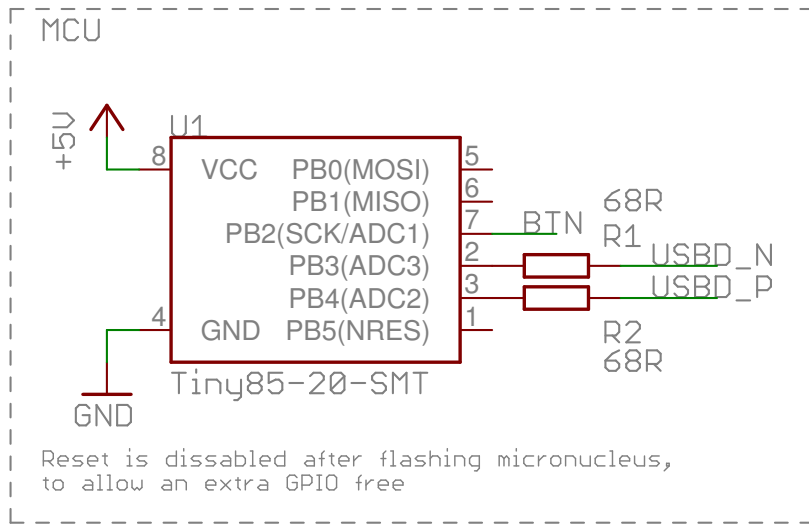 MCU
+5V
U1
8
VCC
PB0(MOSI)
5
PB1(MISO)
6
PB2(SCK/ADC1)
7
BTN
68R
R1
PB3(ADC3)
2
USBD_N
PB4(ADC2)
3
USBD_P
4
GND
PB5(NRES)
1
R2
68R
Tiny85-20-SMT
GND
Reset is dissabled after flashing micronucleus,
to allow an extra GPIO free